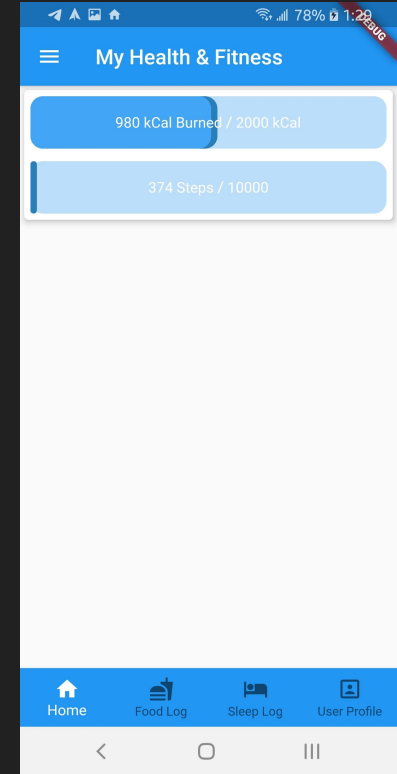 78% 1:29
DEBUG
My Health & Fitness
980 kCal Burned / 2000 kCal
374 Steps / 10000
Home
Food Log
Sleep Log
User Profile